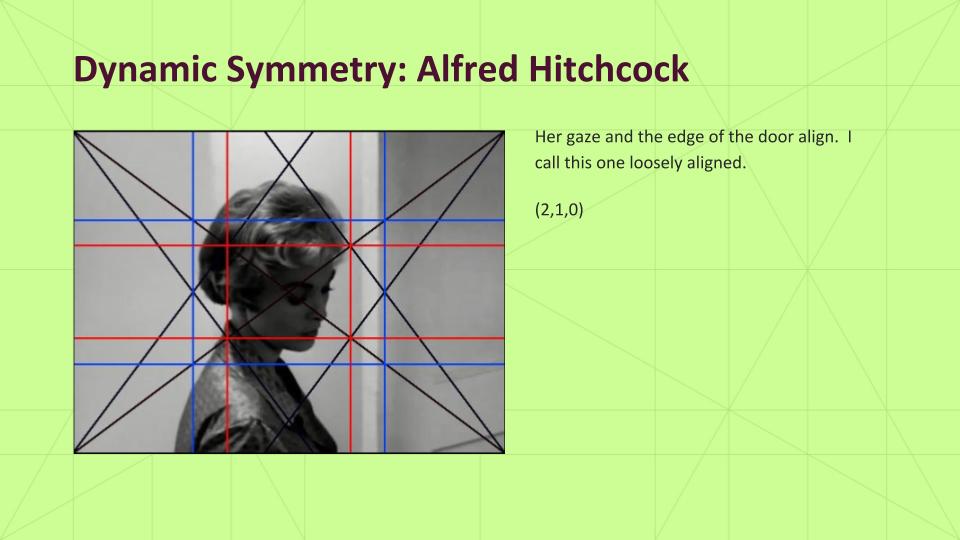 Dynamic Symmetry: Alfred Hitchcock
Her gaze and the edge of the door align.  I
call this one loosely aligned.
(2,1,0)